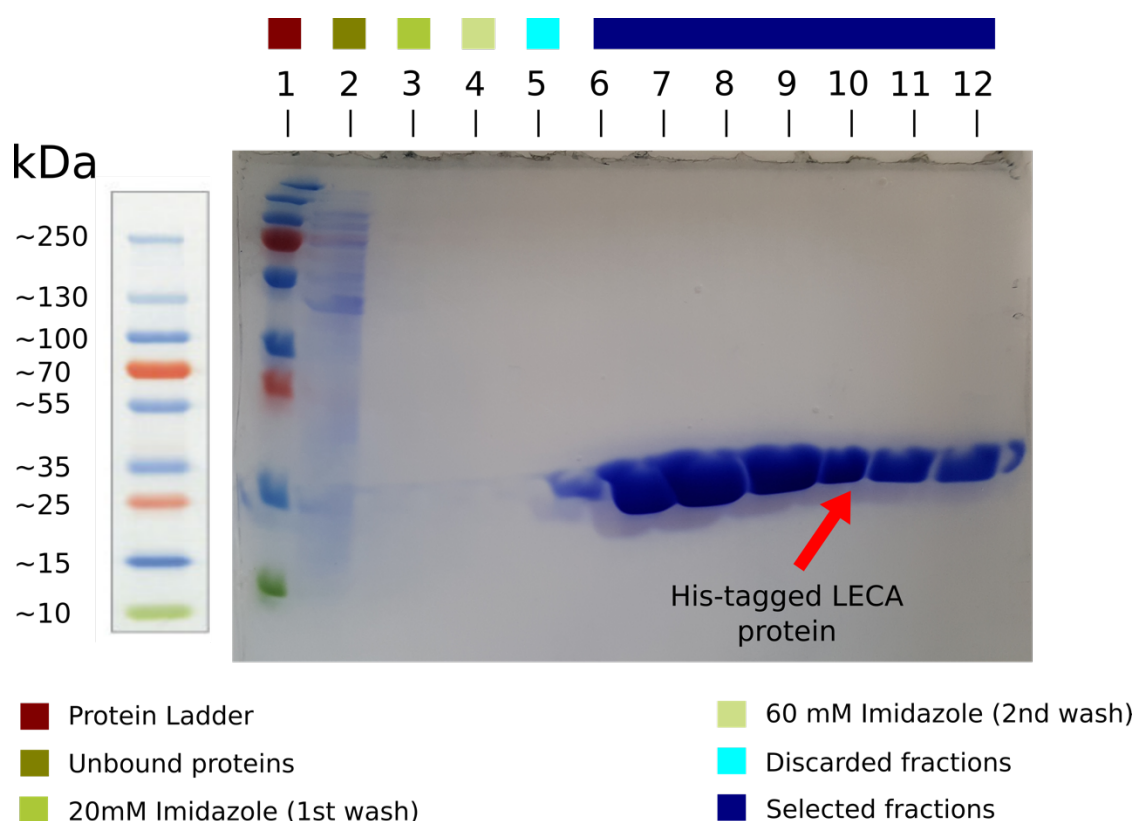 1 2 3 4 5 6 7 8 9 10 11 12
kDa
~250
~130
~100
~70
~55
~35
~25
~15
~10
His-tagged LECA
protein
Protein Ladder
Unbound proteins
20mM Imidazole (1st wash)
60 mM Imidazole (2nd wash)
Discarded fractions
Selected fractions